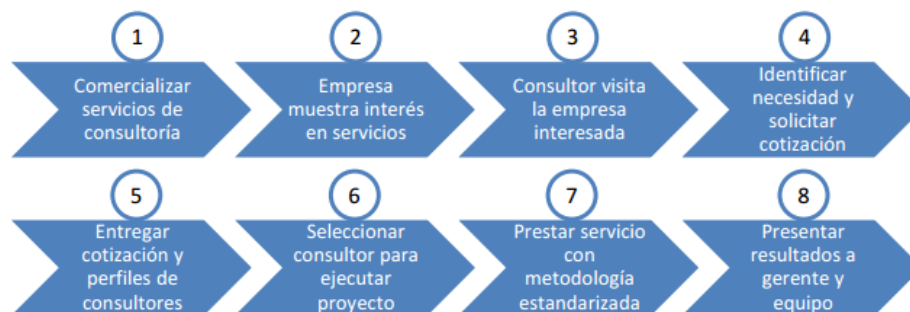 1
Comercializar
servicios de
consultoría
2
Empresa
muestra interés
en servicios
3
Consultor visita
la empresa
interesada
4
Identificar
necesidad y
solicitar
cotización
5
Entregar
cotización y
perfiles de
consultores
6
Seleccionar
consultor para
ejecutar
proyecto
7
Prestar servicio
con
metodología
estandarizada
8
Presentar
resultados a
gerente y
equipo